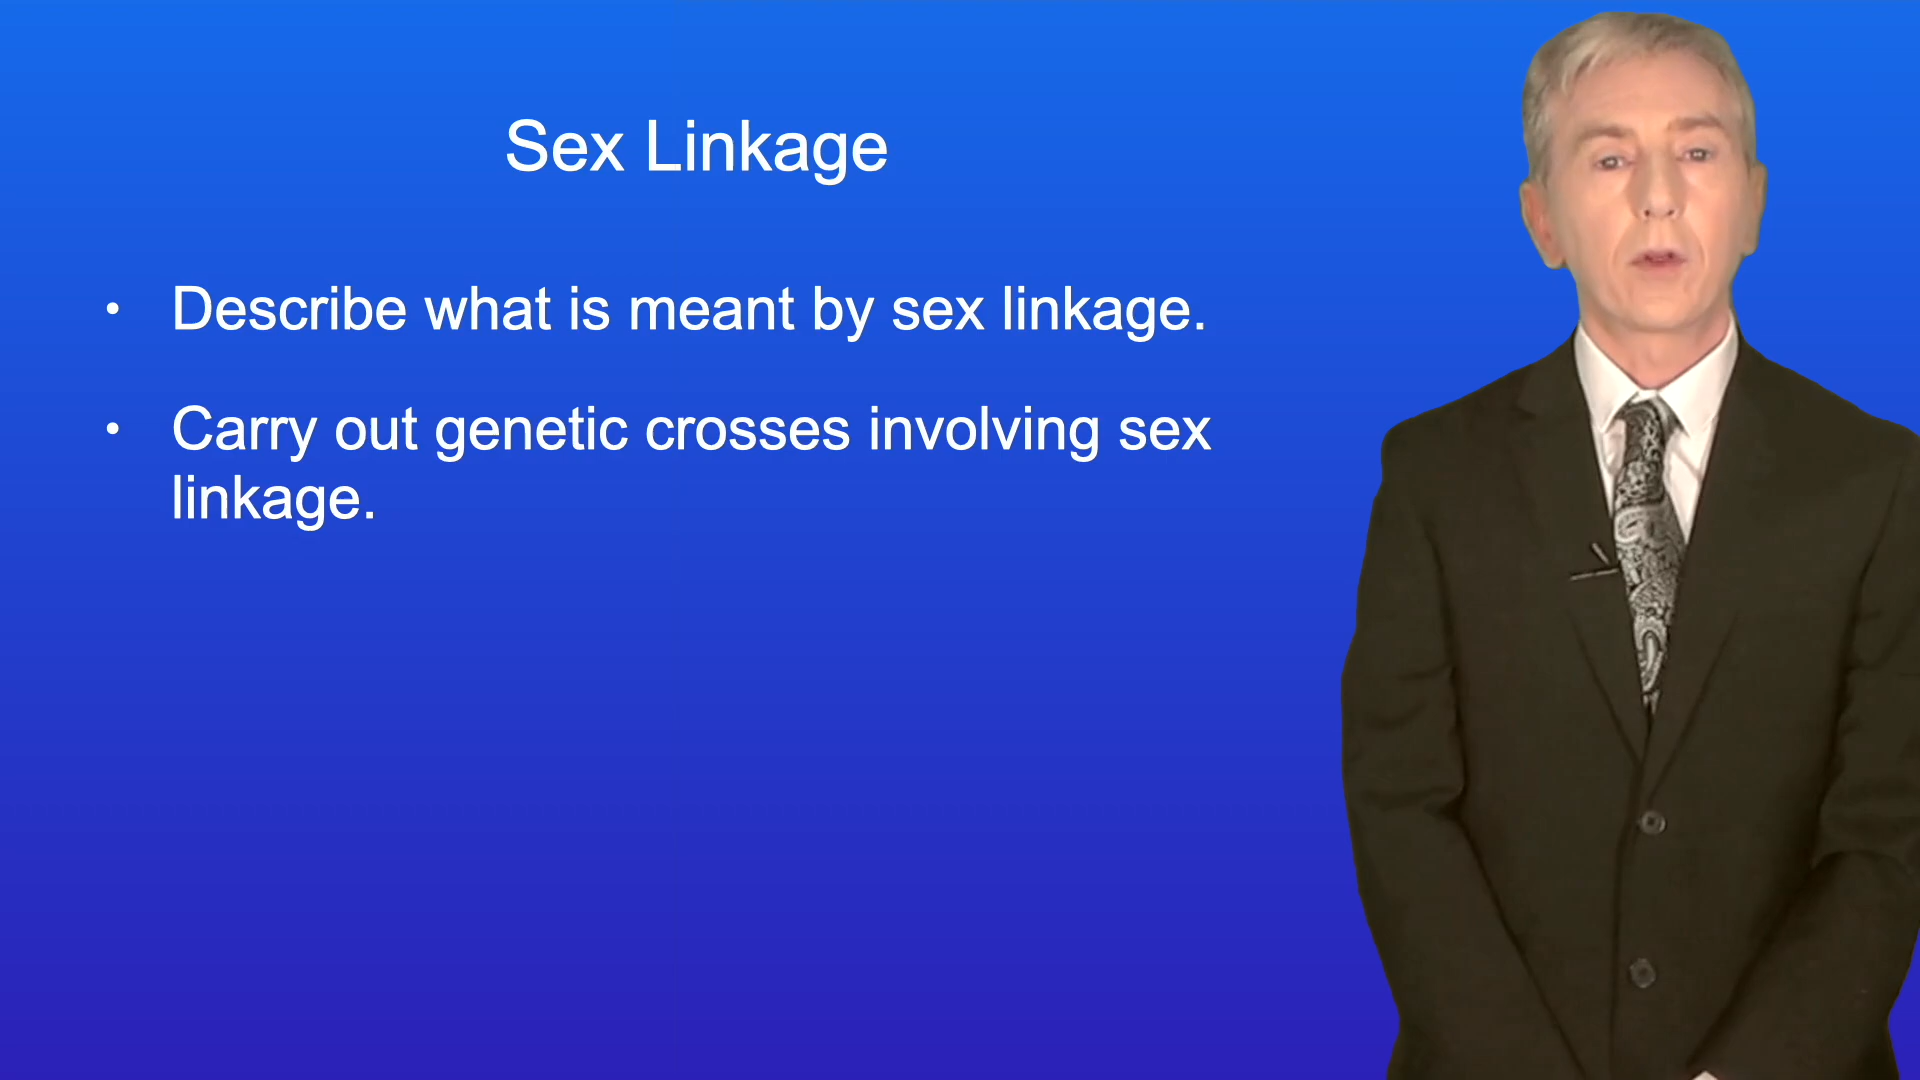 Sex Linkage
• Describe what is meant by sex linkage.
• Carry out genetic crosses involving sex
linkage.